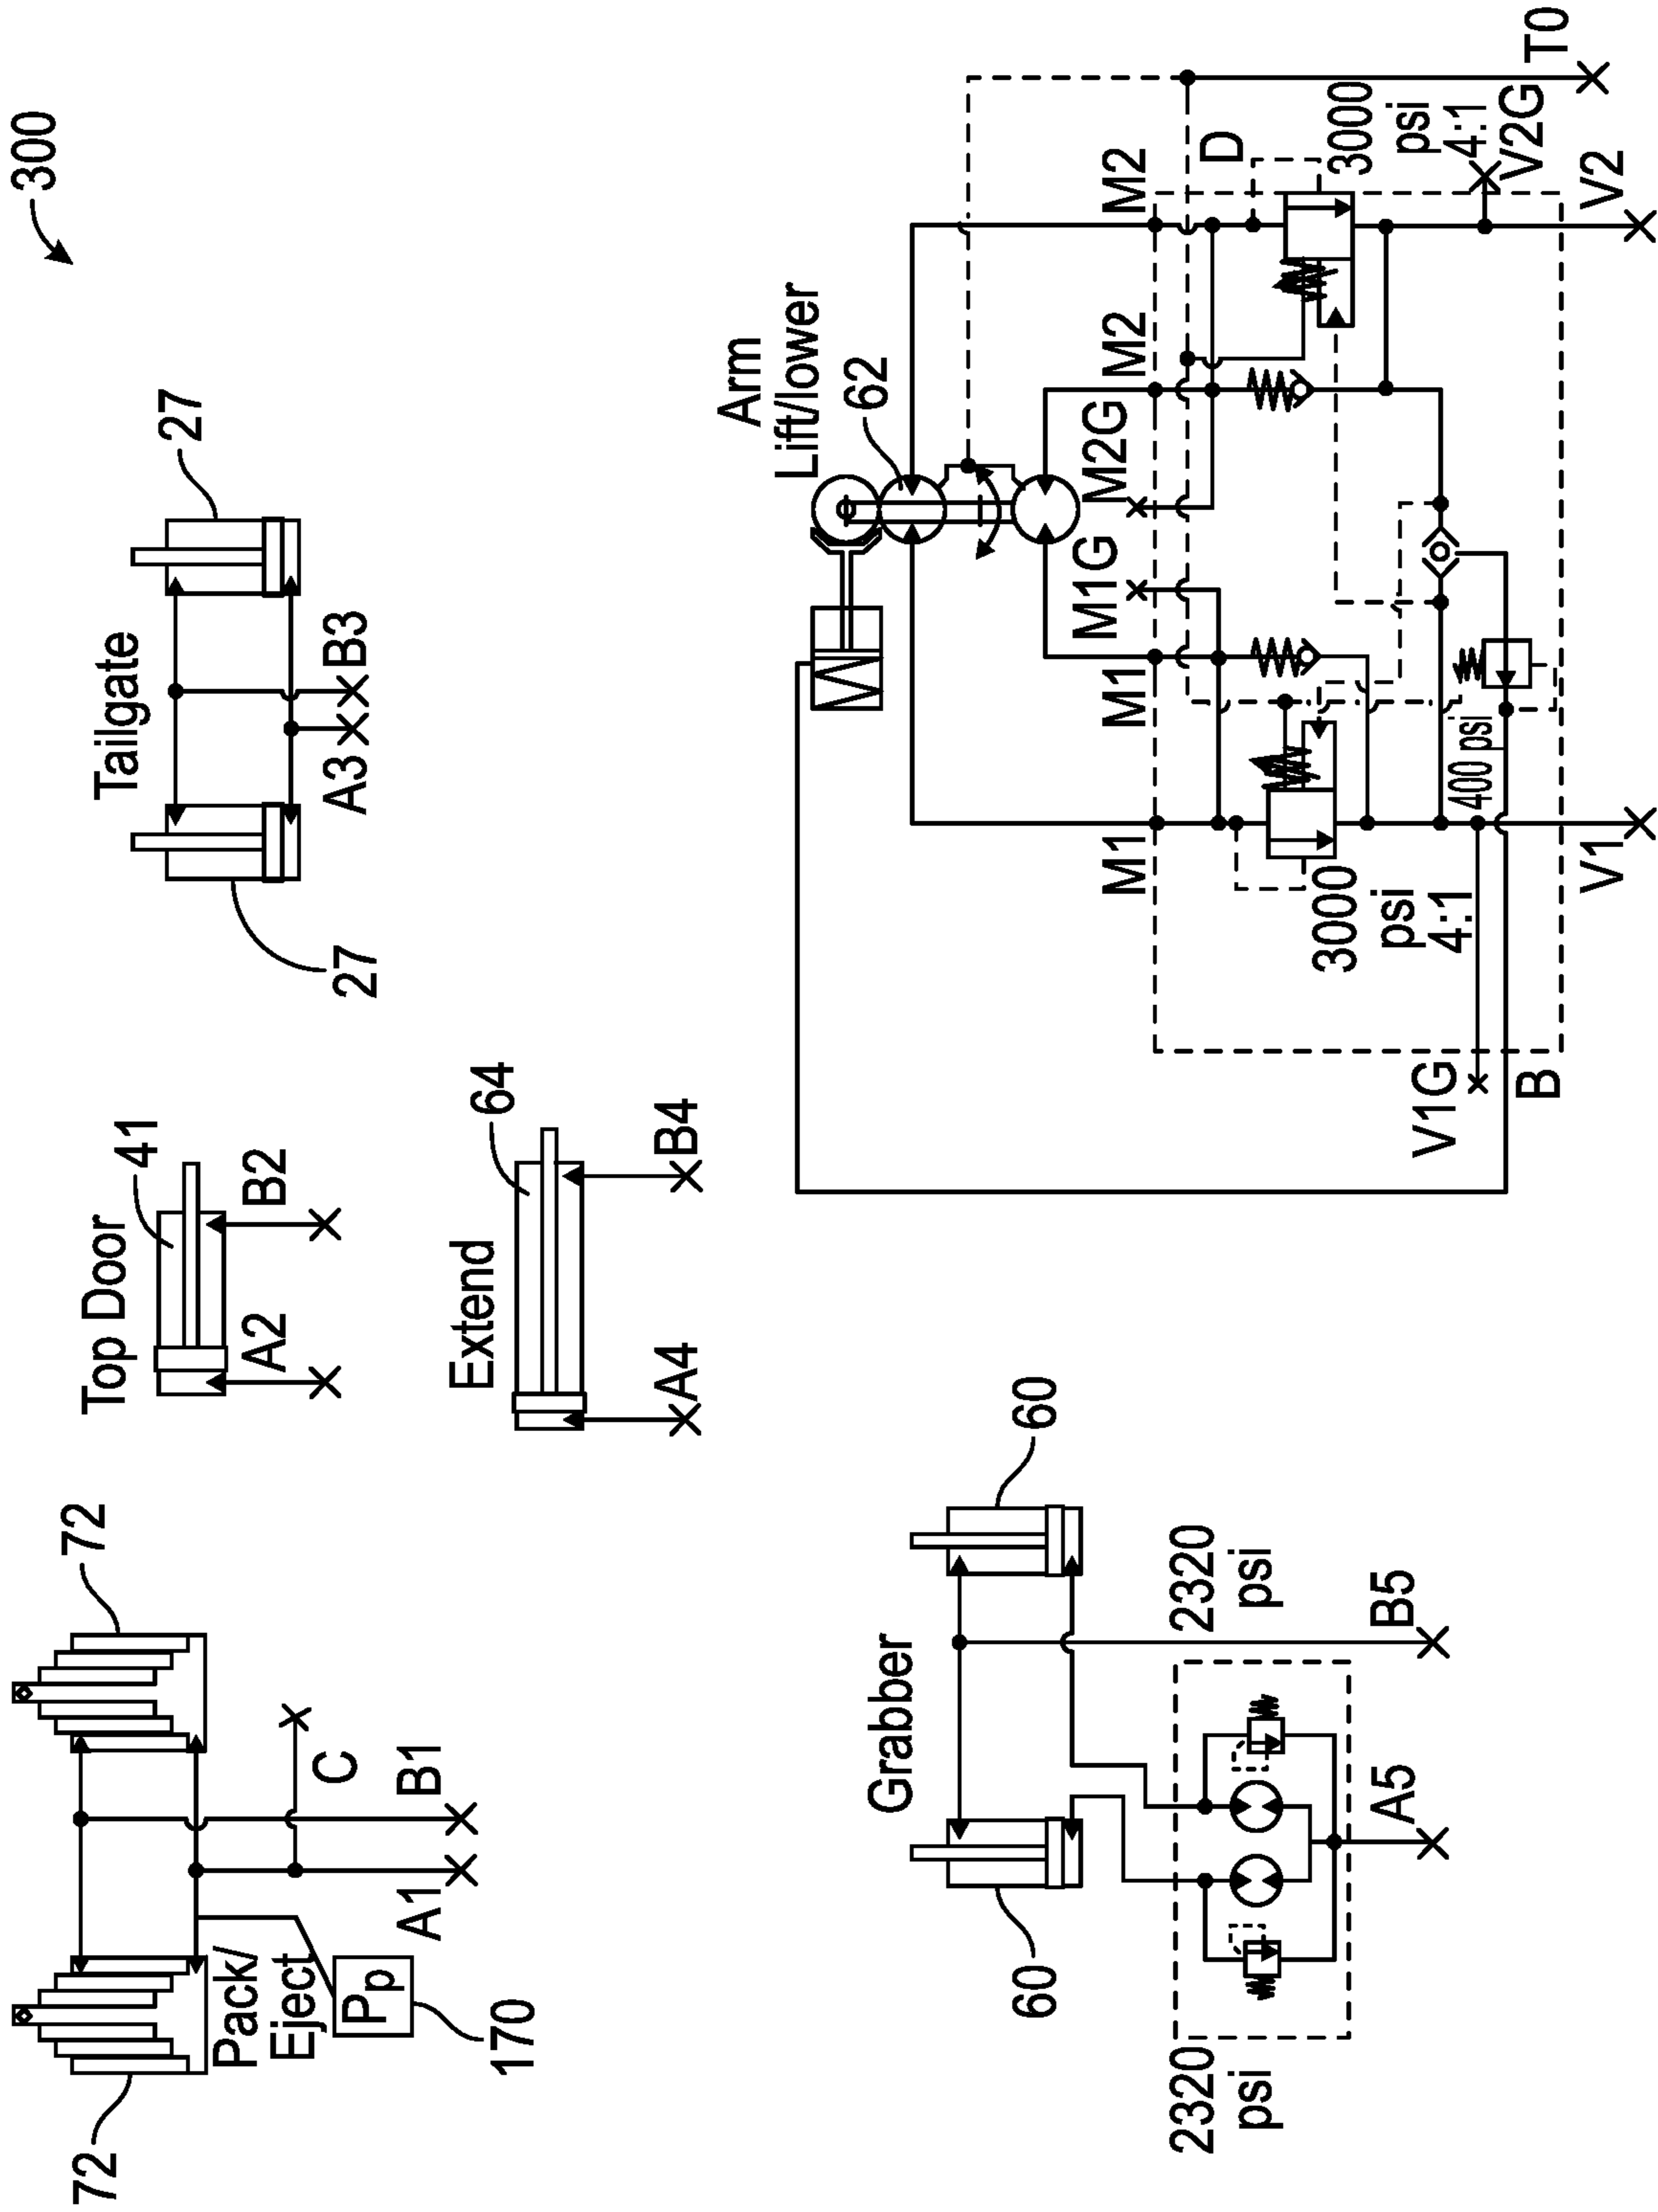 300
72
72
Pack/
Eject
Pp
170
A1
B1
C
Top Door
41
A2
B2
Tailgate
27
27
A3
B3
Extend
64
A4
B4
Grabber
60
60
2320
psi
2320
psi
A5
B5
Arm
Lift/lower
62
M1
M1
M1G
M2G
M2
M2
D
3000
psi
4:1
3000
psi
4:1
400 psi
V1G
B
V1
V2G
V2
T0